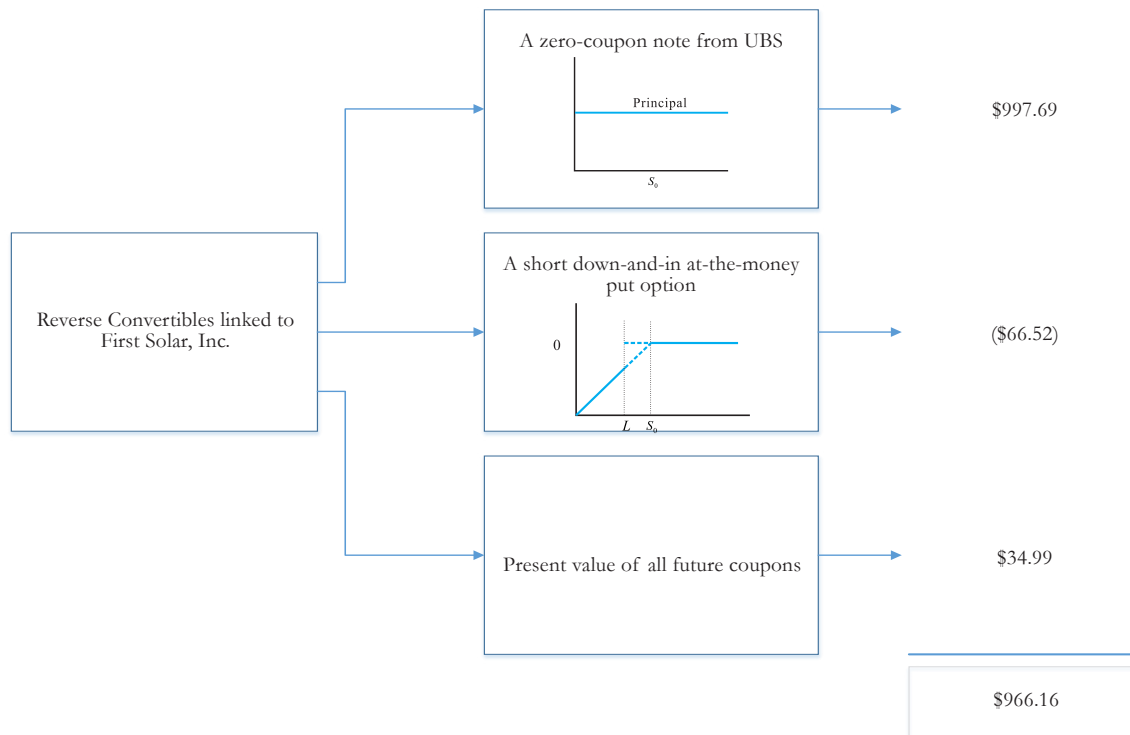 A zero-coupon note from UBS
Principal
S₀
$997.69
Reverse Convertibles linked to
First Solar, Inc.
A short down-and-in at-the-money
put option
0
L S₀
($66.52)
Present value of all future coupons
$34.99
$966.16